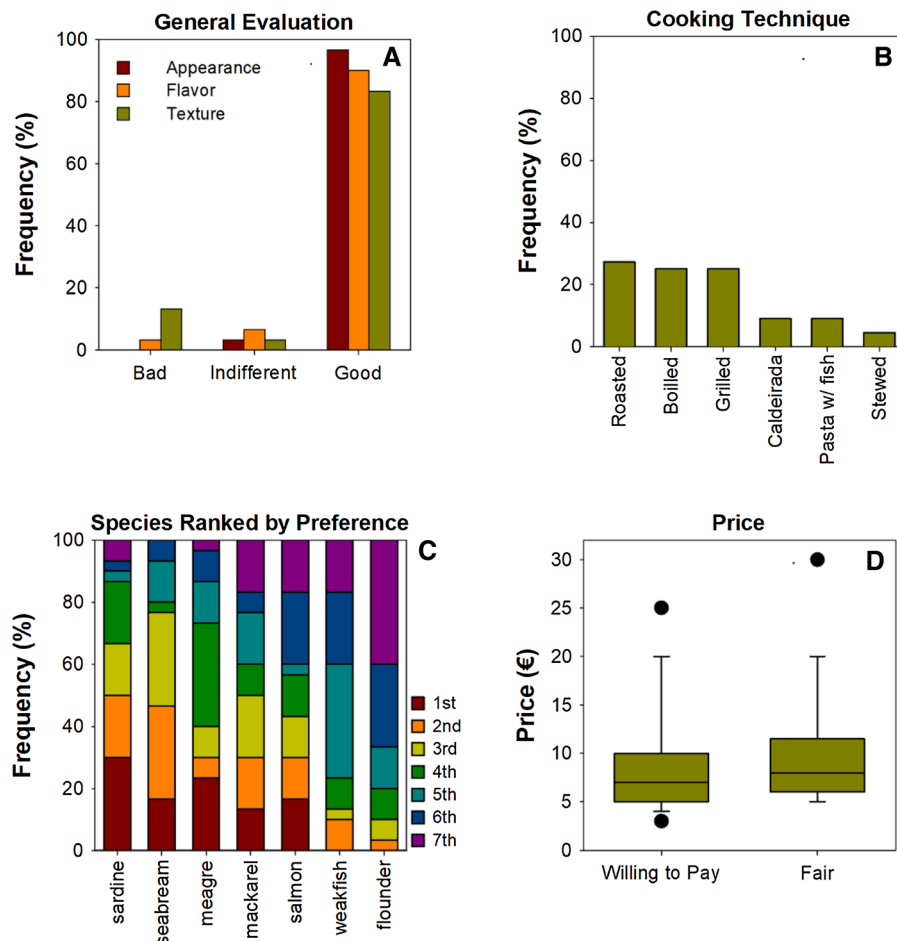 General Evaluation
A
Appearance
Flavor
Texture
Frequency (%)
100
80
60
40
20
0
Bad
Indifferent
Good
Cooking Technique
B
Frequency (%)
100
80
60
40
20
0
Roasted
Boilled
Grilled
Caldeirada
Pasta w/ fish
Stewed
Species Ranked by Preference
C
Frequency (%)
100
80
60
40
20
0
1st
2nd
3rd
4th
5th
6th
7th
sardine
seabream
meagre
mackarel
salmon
weakfish
flounder
Price
D
Price (€)
30
25
20
15
10
5
0
Willing to Pay
Fair